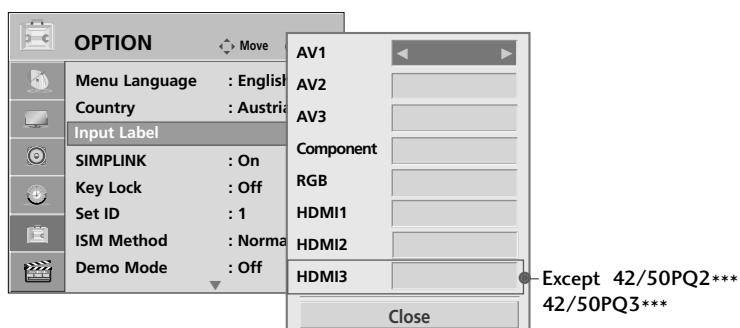 OPTION
Move
Menu Language : English
Country : Austria
Input Label
SIMPLINK : On
Key Lock : Off
Set ID : 1
ISM Method : Norma
Demo Mode : Off
AV1
AV2
AV3
Component
RGB
HDMI1
HDMI2
HDMI3
Close
Except 42/50PQ2***
42/50PQ3***